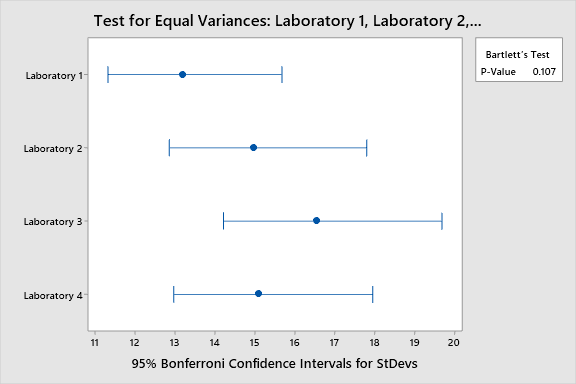 Test for Equal Variances: Laboratory 1, Laboratory 2,...
Bartlett's Test
P-Value 0.107
Laboratory 1
Laboratory 2
Laboratory 3
Laboratory 4
11 12 13 14 15 16 17 18 19 20
95% Bonferroni Confidence Intervals for StDevs